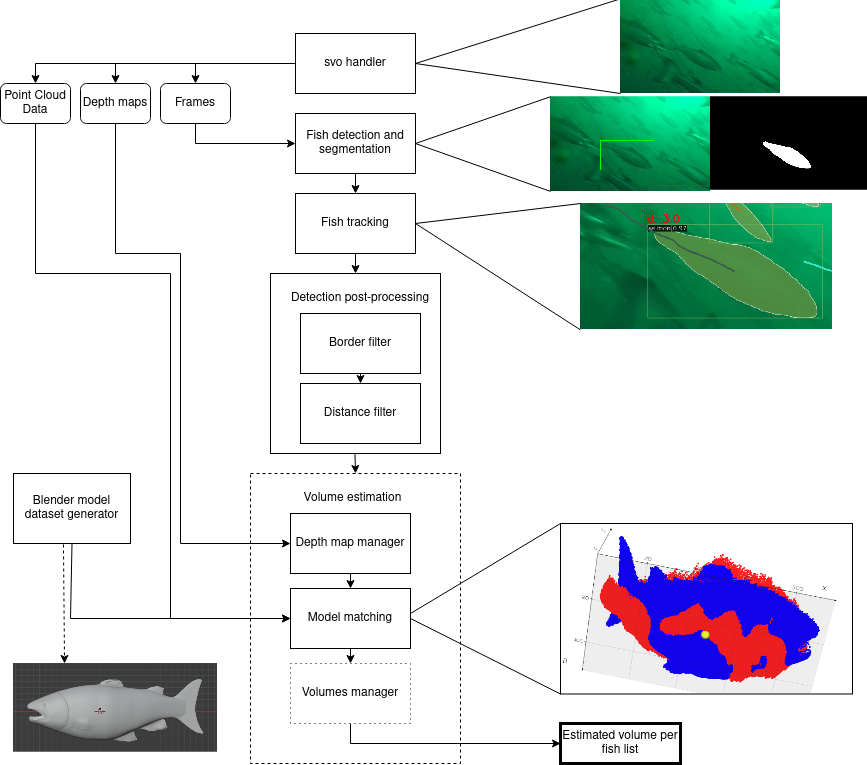 svo handler
Point Cloud
Data
Depth maps
Frames
Fish detection and
segmentation
Fish tracking
Detection post-processing
Border filter
Distance filter
Blender model
dataset generator
Volume estimation
Depth map manager
Model matching
Volumes manager
Estimated volume per
fish list